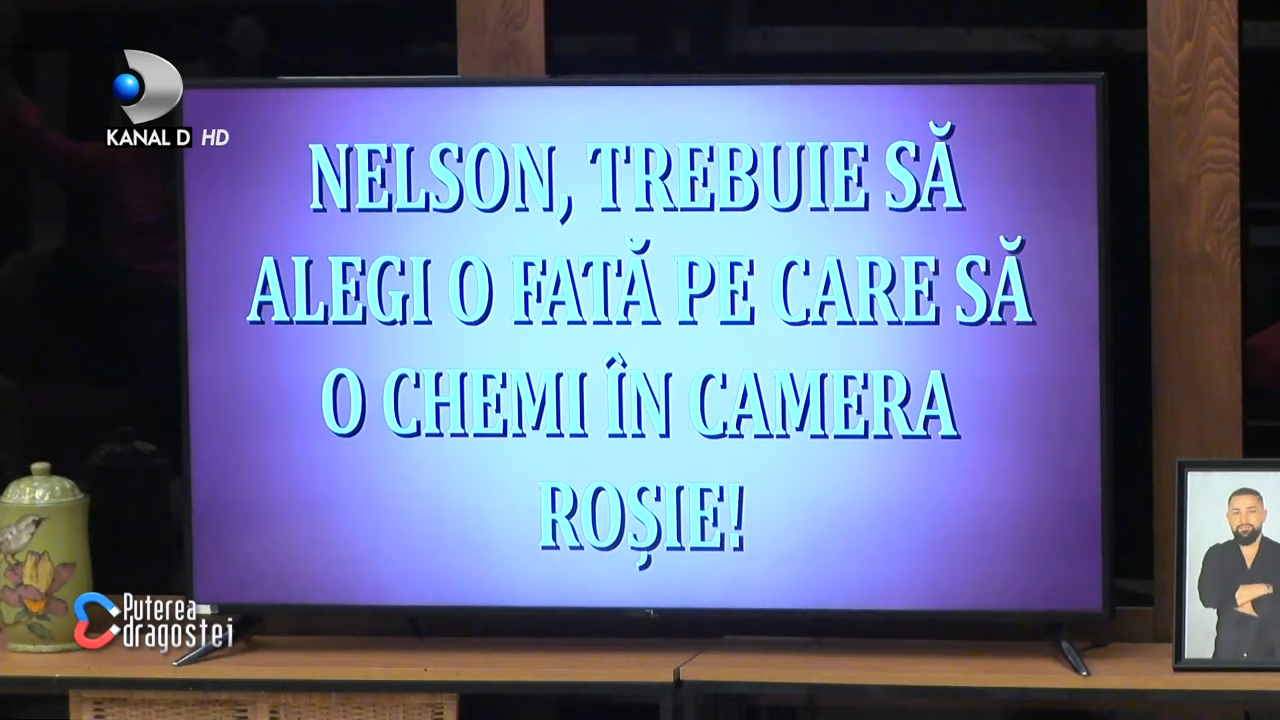 KANAL D HD
NELSON, TREBUIE SĂ
ALEGI O FATĂ PE CARE SĂ
O CHEMI ÎN CAMERA
ROȘIE!
Puterea
dragostei